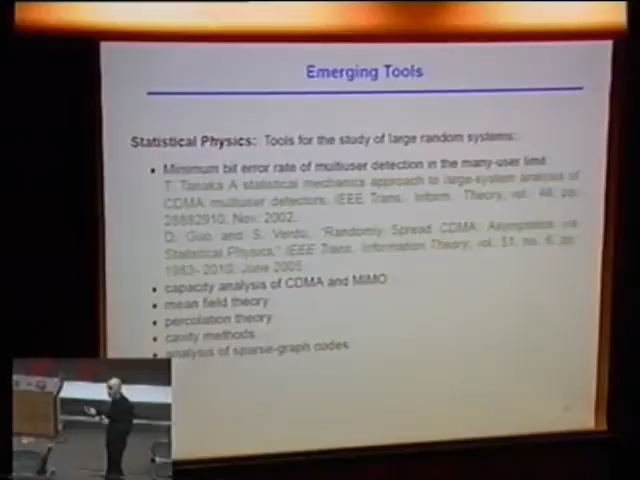 Emerging Tools
Statistical Physics: Tools for the study of large random systems:
• Minimum bit error rate of multiuser detection in the many-user limit
T. Tanaka A statistical mechanics approach to large-system analysis of
CDMA multiuser detectors, IEEE Trans. Inform. Theory, vol. 48, pp.
28882910, Nov. 2002.
D. Guo and S. Verdu, "Randomly Spread CDMA: Asymptotics via
Statistical Physics," IEEE Trans. Information Theory, vol. 51, no. 6, pp.
1983- 2010, June 2005
• capacity analysis of CDMA and MIMO
• mean field theory
• percolation theory
• cavity methods
• analysis of sparse-graph codes